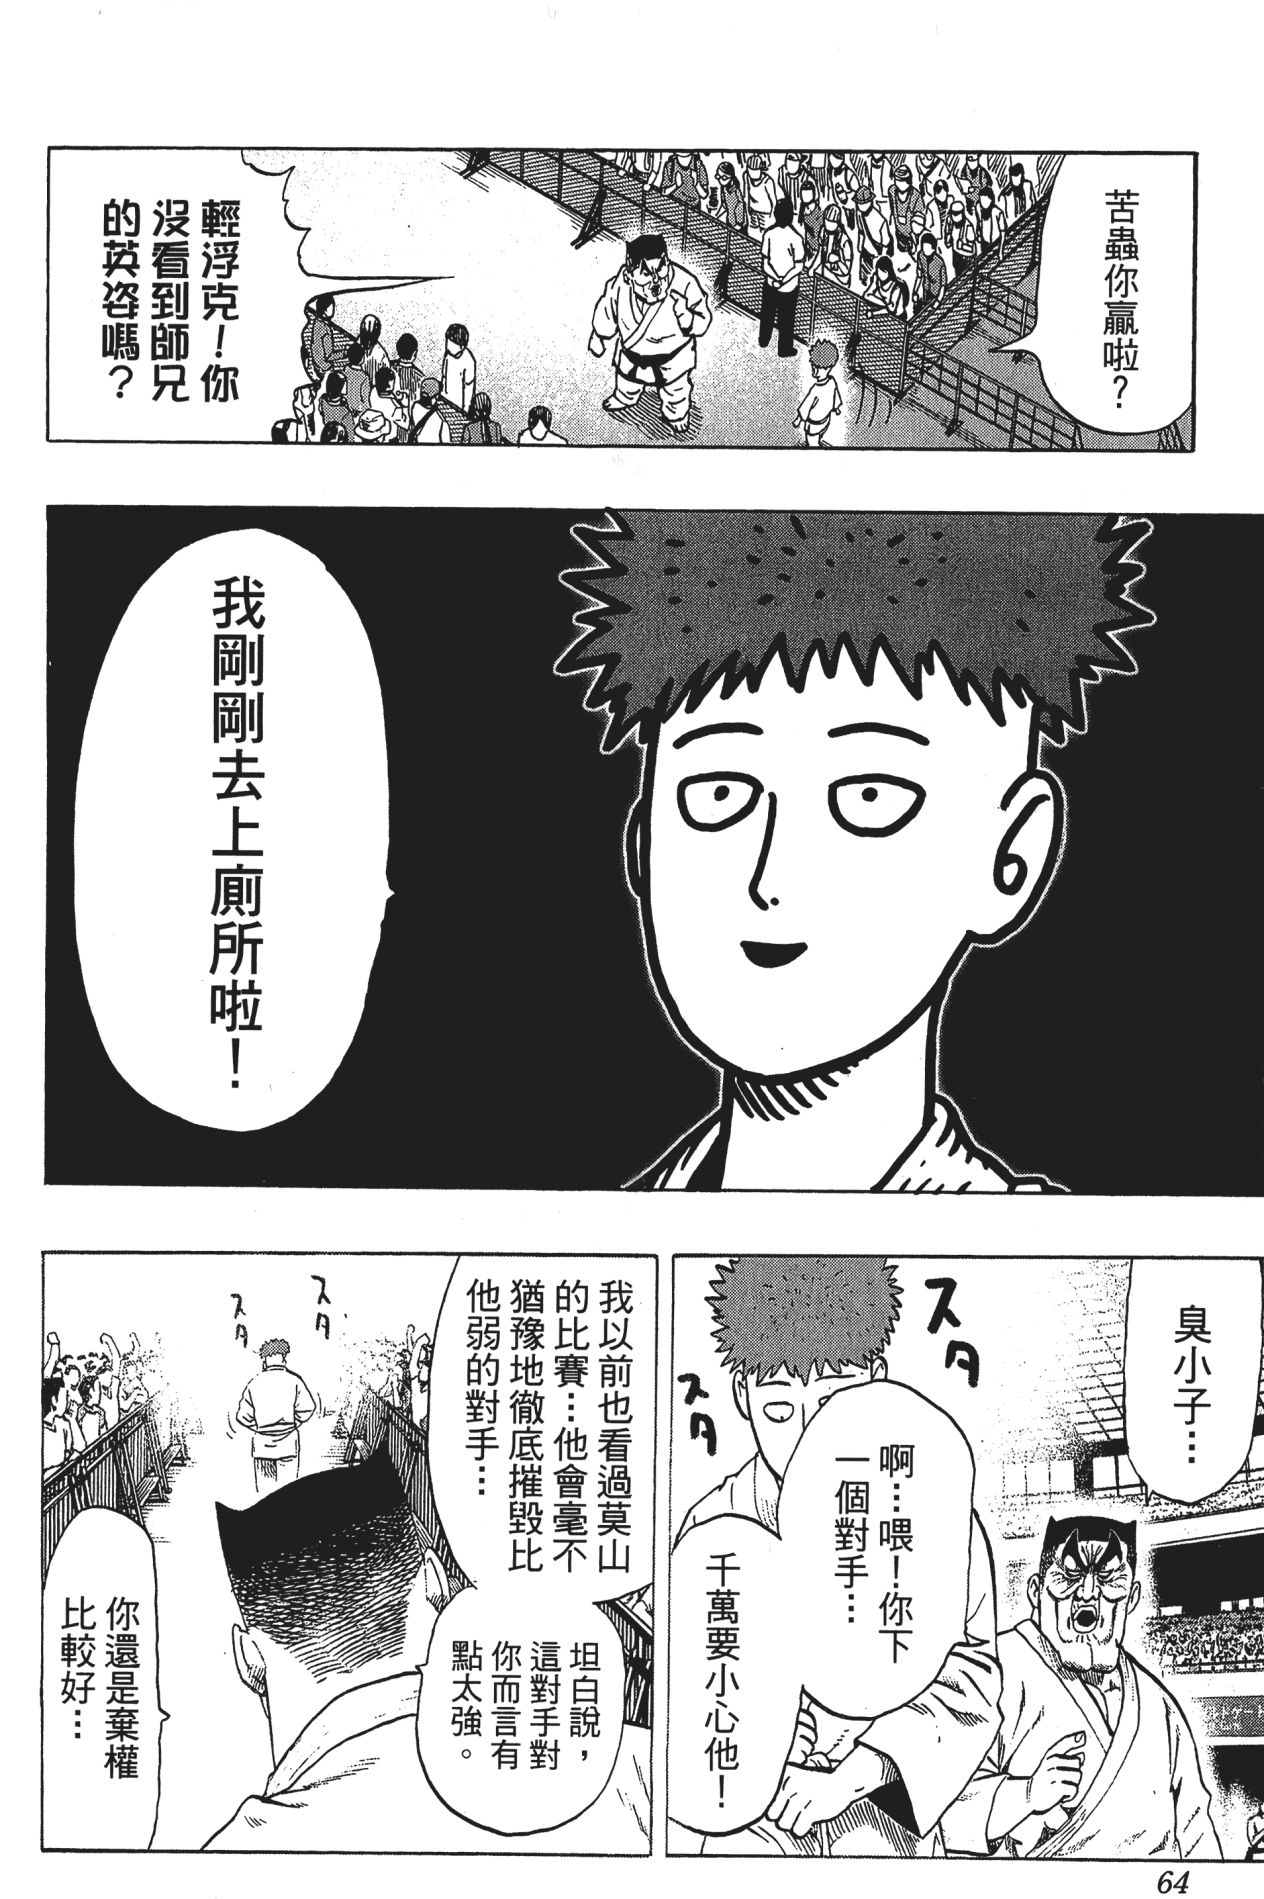 苦蟲你贏啦？
輕浮克！你
沒看到師兄
的英姿嗎？
我剛剛去上廁所啦！
臭小子…
スタ
スタ
啊…喂！你下
一個對手…
千萬要小心他！
我以前也看過莫山
的比賽…他會毫不
猶豫地徹底摧毀比
他弱的對手…
スタ
スタ
坦白說，
這對手對
你而言有
點太強。
你還是棄權
比較好…
64